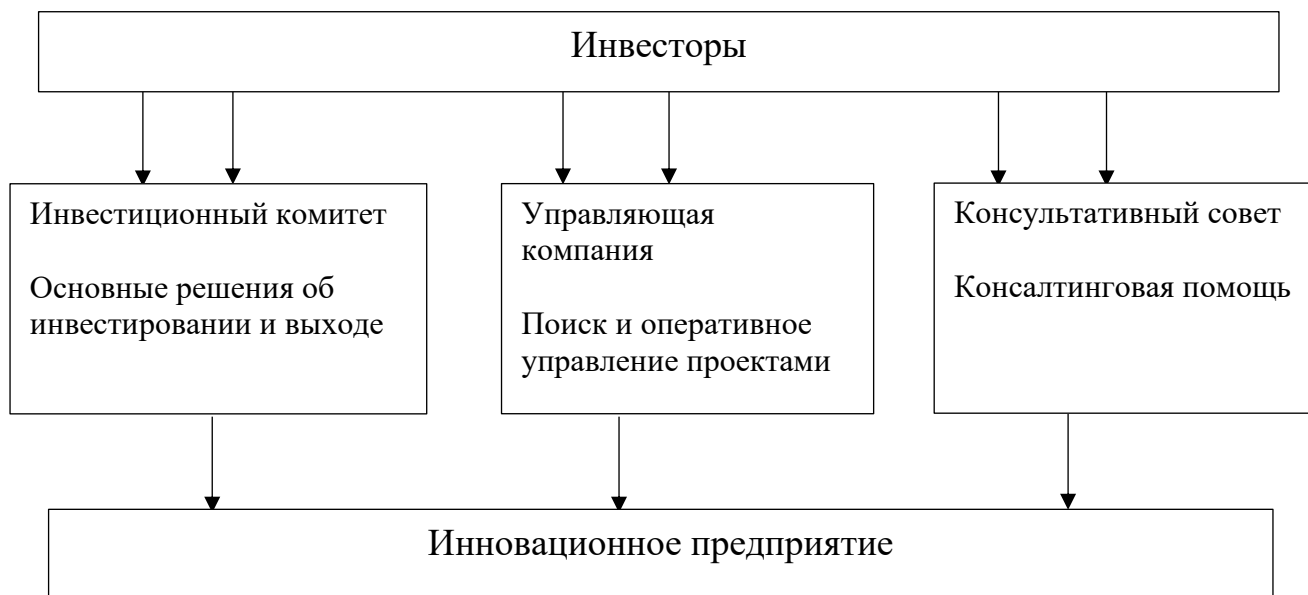 Инвесторы
Инвестиционный комитет
Основные решения об
инвестировании и выходе
Управляющая
компания
Поиск и оперативное
управление проектами
Консультативный совет
Консалтинговая помощь
Инновационное предприятие